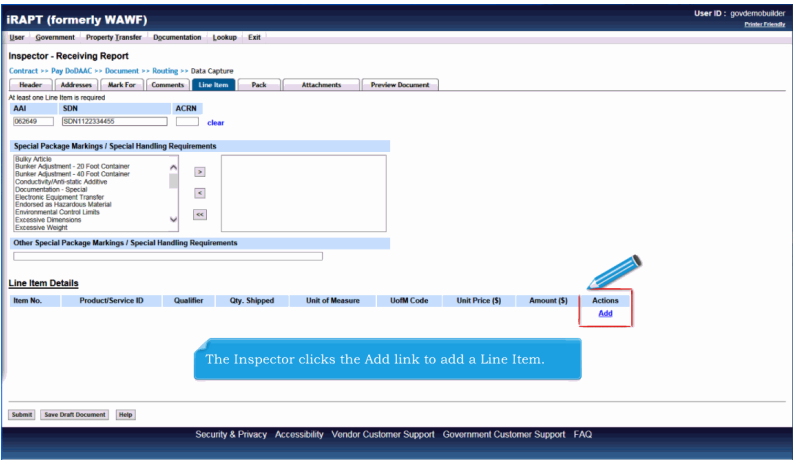 iRAPT (formerly WAWF)
User ID : govdemobuilder
Printer Friendly
User Government Property Transfer Documentation Lookup Exit
Inspector - Receiving Report
Contract >> Pay DoDAAC >> Document >> Routing >> Data Capture
Header Addresses Mark For Comments Line Item Pack Attachments Preview Document
At least one Line Item is required
AAI SDN ACRN
062649 SDN1122334455 clear
Special Package Markings / Special Handling Requirements
Bulky Article
Bunker Adjustment - 20 Foot Container
Bunker Adjustment - 40 Foot Container
Conductivity/Anti-static Additive
Documentation - Special
Electronic Equipment Transfer
Endorsed as Hazardous Material
Environmental Control Limits
Excessive Dimensions
Excessive Weight
>
<
<<
Other Special Package Markings / Special Handling Requirements
Line Item Details
Item No. Product/Service ID Qualifier Qty. Shipped Unit of Measure UofM Code Unit Price ($) Amount ($) Actions
Add
The Inspector clicks the Add link to add a Line Item.
Submit Save Draft Document Help
Security & Privacy Accessibility Vendor Customer Support Government Customer Support FAQ